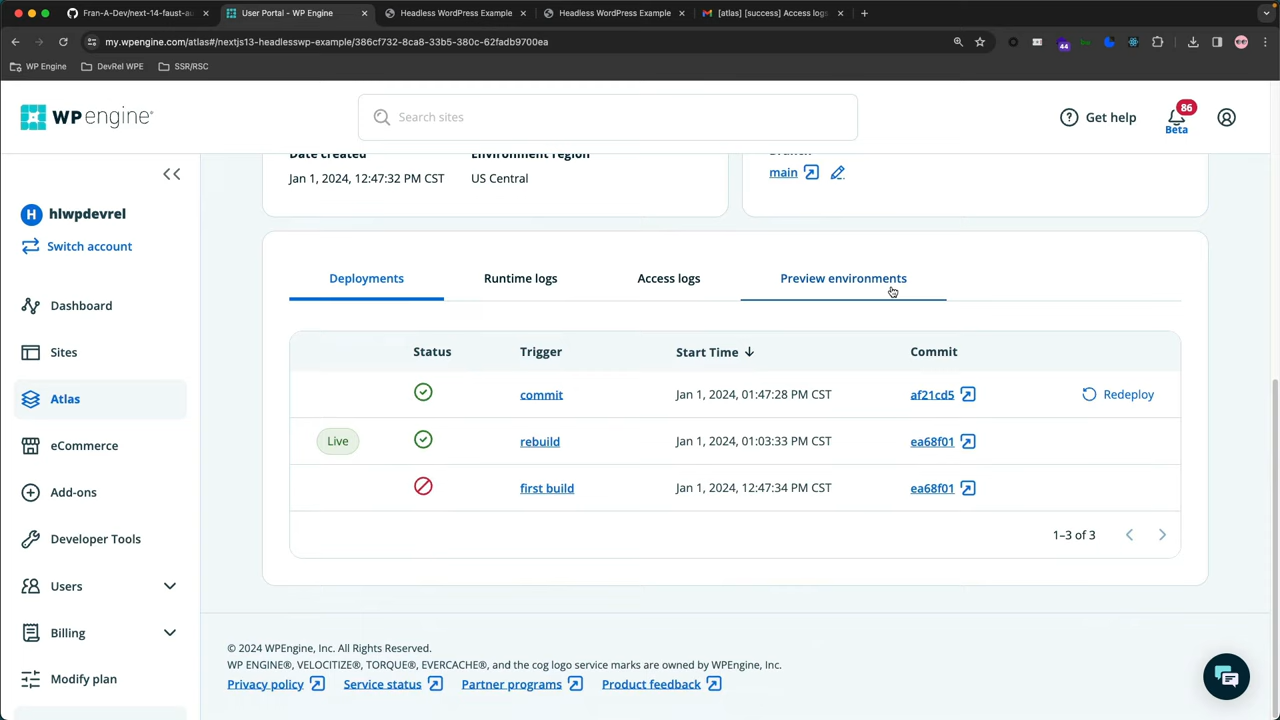 Fran-A-Dev/next-14-faust-au
User Portal - WP Engine
Headless WordPress Example
Headless WordPress Example
[atlas] [success] Access logs
my.wpengine.com/atlas#/nextjs13-headlesswp-example/386cf732-8ca8-33b5-380c-62fadb9700ea
44
WP Engine
DevRel WPE
SSR/RSC
WP engine®
Search sites
Get help
86
Beta
Date created
Environment region
Branch
Jan 1, 2024, 12:47:32 PM CST
US Central
main
H hlwpdevrel
Switch account
Dashboard
Sites
Atlas
eCommerce
Add-ons
Developer Tools
Users
Billing
Modify plan
Deployments
Runtime logs
Access logs
Preview environments
Status Trigger Start Time Commit
commit Jan 1, 2024, 01:47:28 PM CST af21cd5 Redeploy
Live rebuild Jan 1, 2024, 01:03:33 PM CST ea68f01
first build Jan 1, 2024, 12:47:34 PM CST ea68f01
1–3 of 3
© 2024 WPEngine, Inc. All Rights Reserved.
WP ENGINE®, VELOCITIZE®, TORQUE®, EVERCACHE®, and the cog logo service marks are owned by WPEngine, Inc.
Privacy policy
Service status
Partner programs
Product feedback